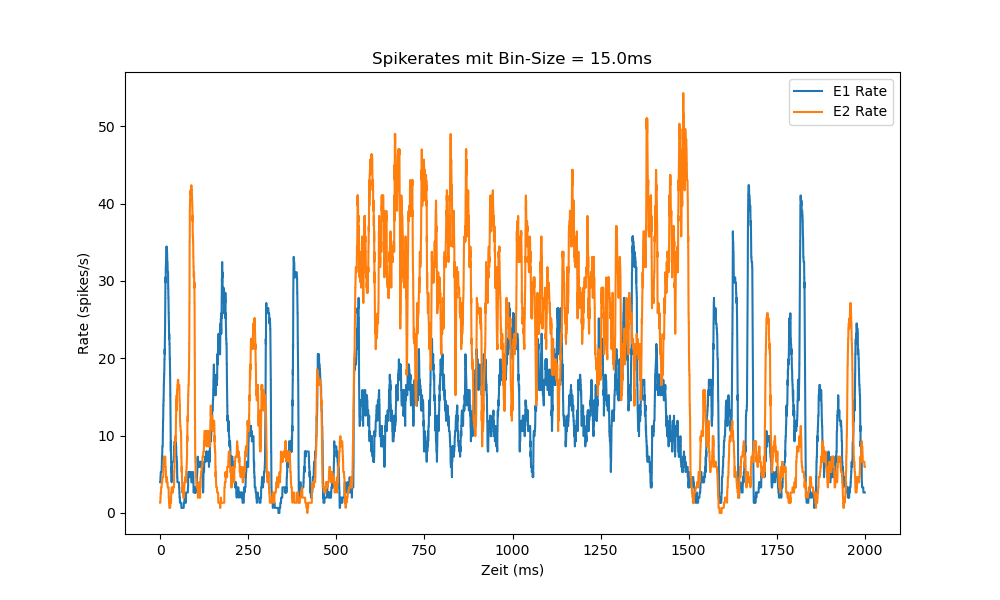 Spikerates mit Bin-Size = 15.0ms
E1 Rate
E2 Rate
Rate (spikes/s)
50
40
30
20
10
0
0 250 500 750 1000 1250 1500 1750 2000
Zeit (ms)